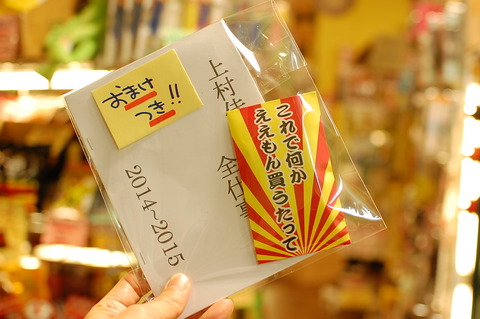 おまけ
つき!!
上村
全仕事
2014~2015
これで何か
ええもん買うたって